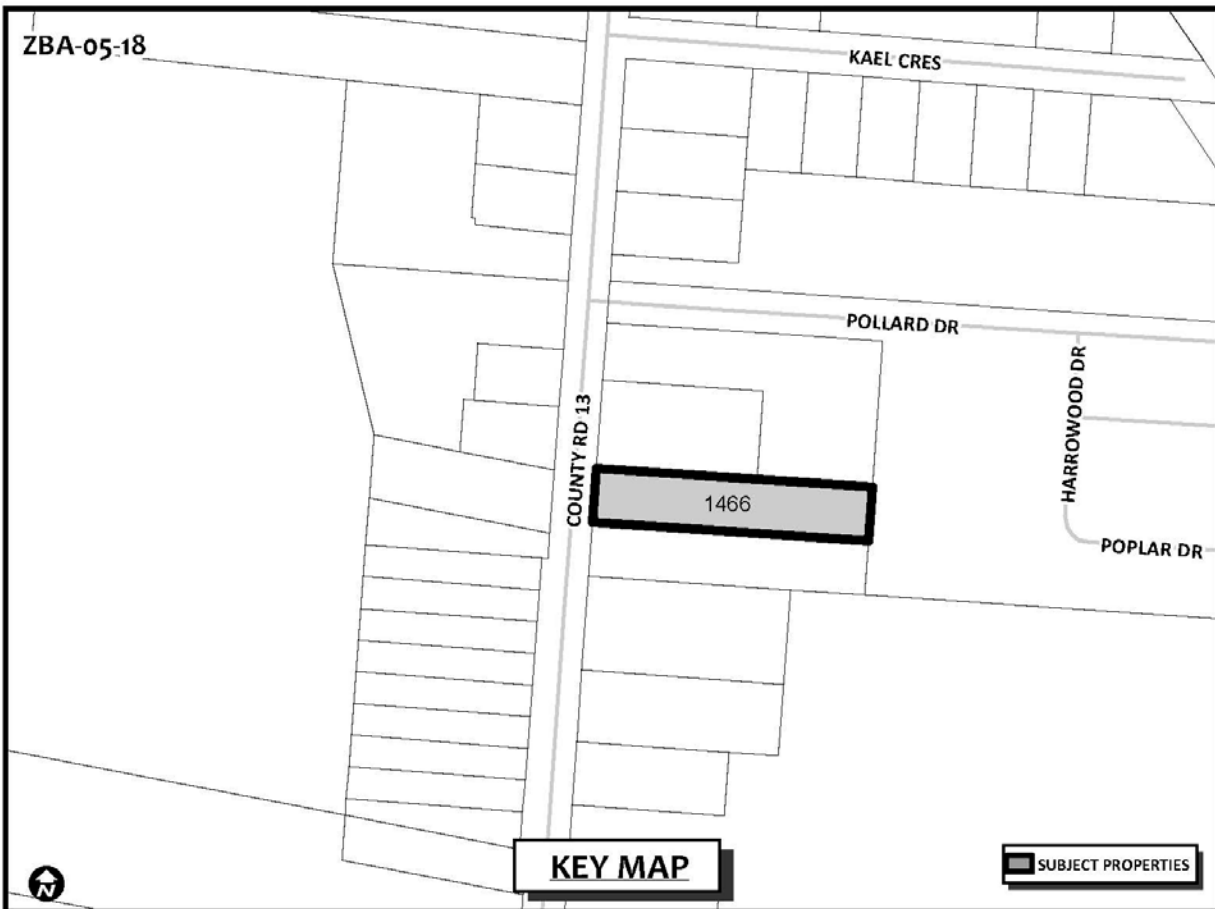 ZBA-05-18
KAEL CRES
POLLARD DR
HARROWOOD DR
COUNTY RD 13
1466
POPLAR DR
KEY MAP
SUBJECT PROPERTIES
N